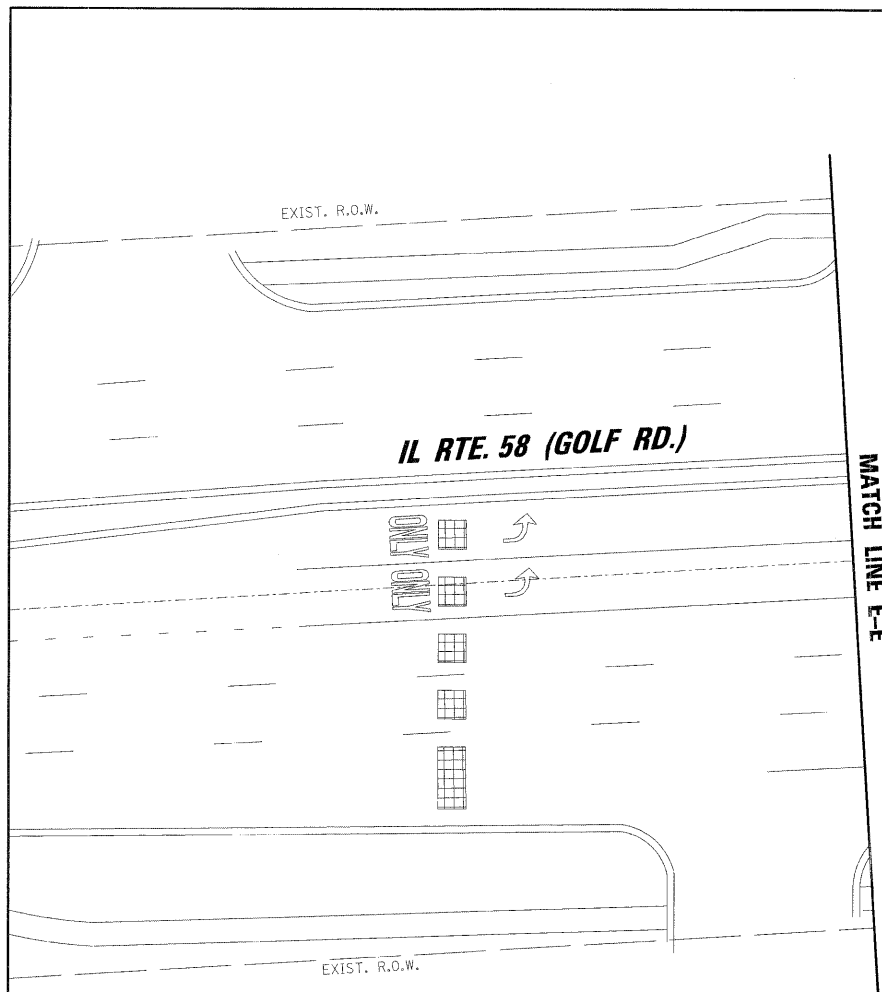 EXIST. R.O.W.
IL RTE. 58 (GOLF RD.)
MATCH LINE E-E
ONLY
ONLY
EXIST. R.O.W.